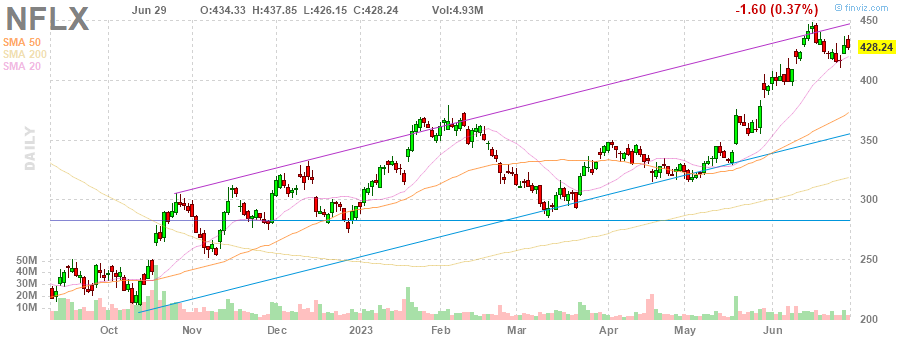 NFLX
Jun 29 O:434.33 H:437.85 L:426.15 C:428.24 Vol:4.93M -1.60 (0.37%)
© finviz.com
SMA 50
SMA 200
SMA 20
DAILY
450
428.24
400
350
300
250
200
50M
40M
30M
20M
10M
Oct Nov Dec 2023 Feb Mar Apr May Jun